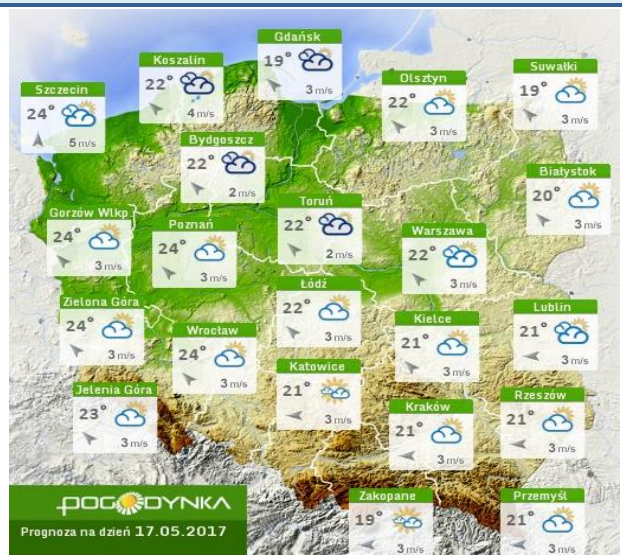 Gdańsk
19°
3 m/s
Koszalin
22°
4 m/s
Suwałki
19°
3 m/s
Olsztyn
22°
3 m/s
Szczecin
24°
5 m/s
Bydgoszcz
22°
2 m/s
Białystok
20°
3 m/s
Toruń
22°
2 m/s
Gorzów Wlkp.
24°
3 m/s
Poznań
24°
3 m/s
Warszawa
22°
3 m/s
Łódź
22°
3 m/s
Zielona Góra
24°
3 m/s
Lublin
21°
3 m/s
Kielce
21°
3 m/s
Wrocław
24°
3 m/s
Katowice
21°
3 m/s
Jelenia Góra
23°
3 m/s
Rzeszów
21°
3 m/s
Kraków
21°
3 m/s
Zakopane
19°
3 m/s
Przemyśl
21°
3 m/s
POGODYNKA
Prognoza na dzień 17.05.2017